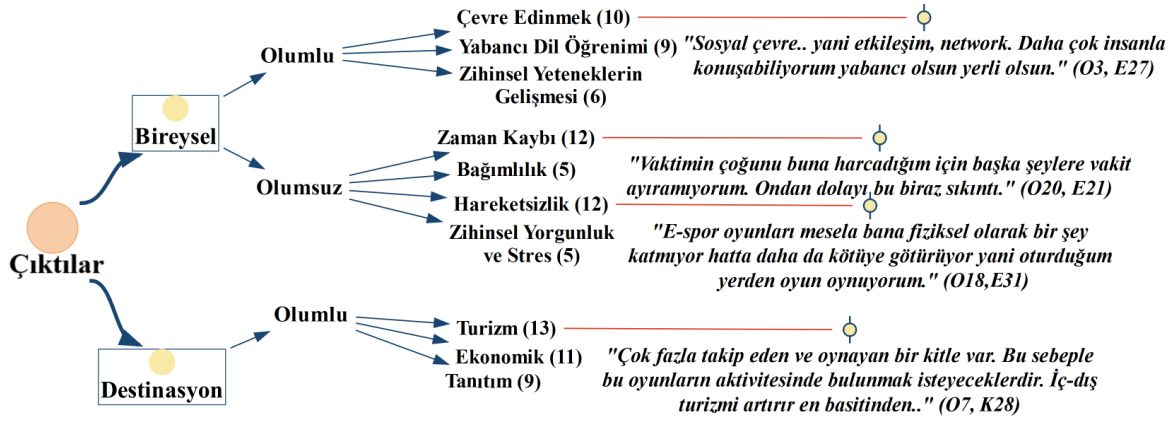 Çıktılar
Bireysel
Olumlu
Çevre Edinmek (10)
Yabancı Dil Öğrenimi (9)
Zihinsel Yeteneklerin
Gelişmesi (6)
"Sosyal çevre.. yani etkileşim, network. Daha çok insanla
konuşabiliyorum yabancı olsun yerli olsun." (O3, E27)
Olumsuz
Zaman Kaybı (12)
Bağımlılık (5)
Hareketsizlik (12)
Zihinsel Yorgunluk
ve Stres (5)
"Vaktimin çoğunu buna harcadığım için başka şeylere vakit
ayıramıyorum. Ondan dolayı bu biraz sıkıntı." (O20, E21)
"E-spor oyunları mesela bana fiziksel olarak bir şey
katmıyor hatta daha da kötüye götürüyor yani oturduğum
yerden oyun oynuyorum." (O18,E31)
Destinasyon
Olumlu
Turizm (13)
Ekonomik (11)
Tanıtım (9)
"Çok fazla takip eden ve oynayan bir kitle var. Bu sebeple
bu oyunların aktivitesinde bulunmak isteyeceklerdir. İç-dış
turizmi artırır en basitinden.." (O7, K28)